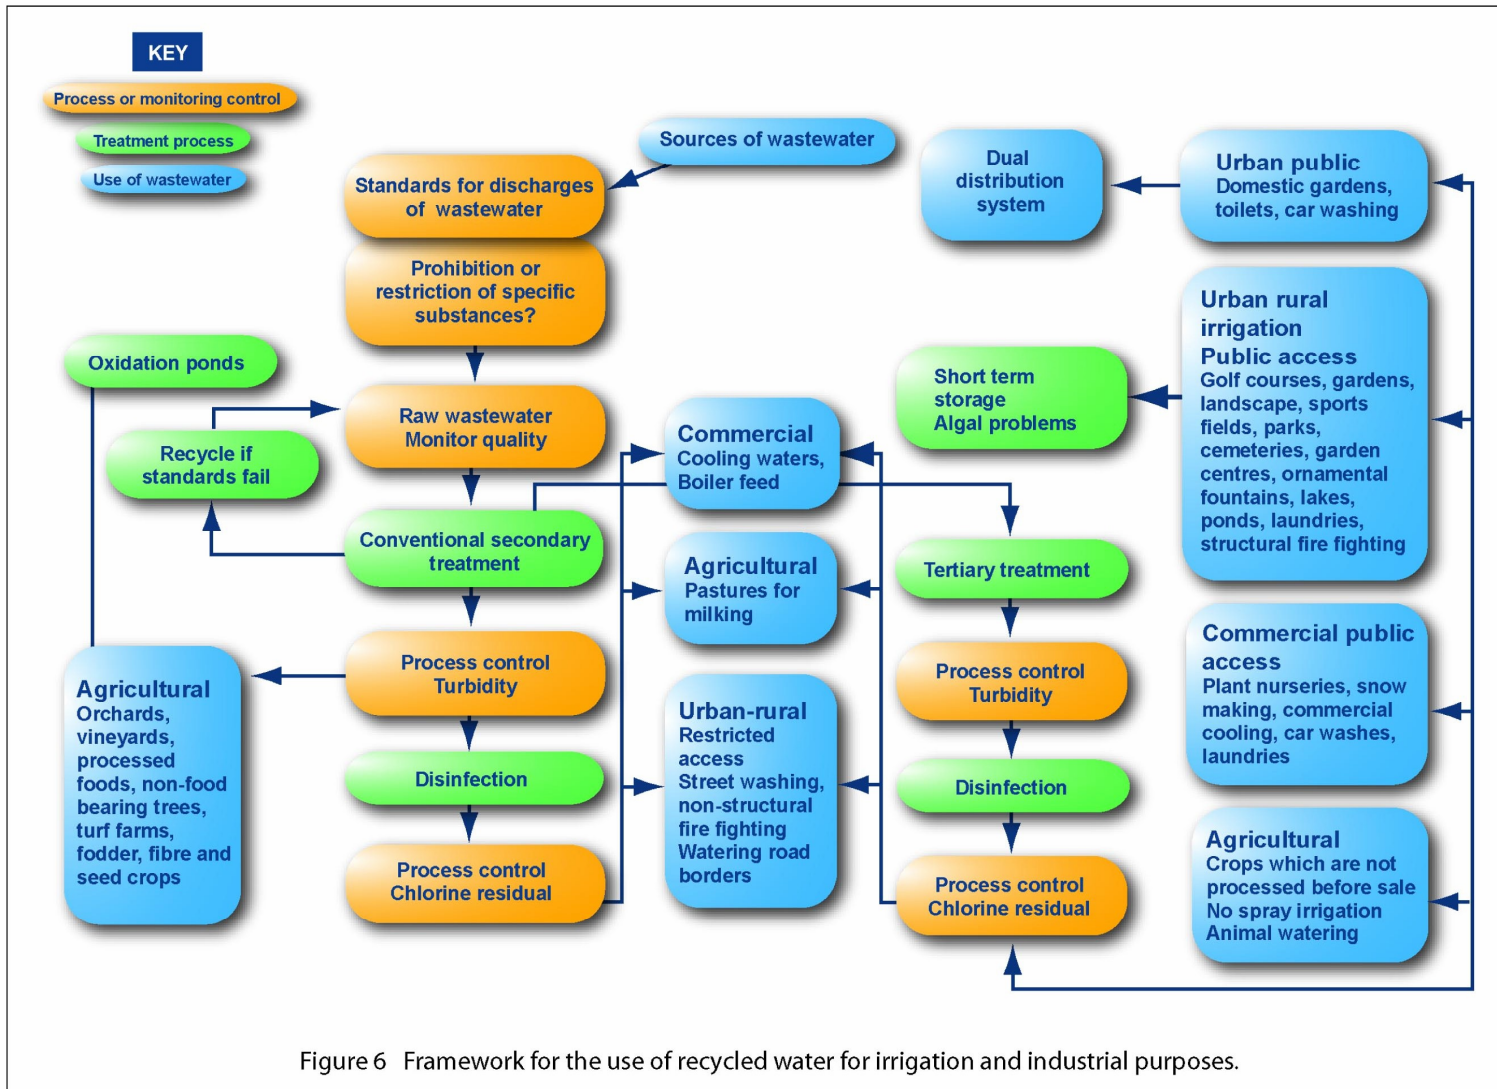 KEY
Process or monitoring control
Treatment process
Use of wastewater
Sources of wastewater
Standards for discharges
of wastewater
Prohibition or
restriction of specific
substances?
Dual
distribution
system
Urban public
Domestic gardens,
toilets, car washing
Oxidation ponds
Recycle if
standards fail
Raw wastewater
Monitor quality
Commercial
Cooling waters,
Boiler feed
Short term
storage
Algal problems
Urban rural
irrigation
Public access
Golf courses, gardens,
landscape, sports
fields, parks,
cemeteries, garden
centres, ornamental
fountains, lakes,
ponds, laundries,
structural fire fighting
Conventional secondary
treatment
Agricultural
Pastures for
milking
Tertiary treatment
Agricultural
Orchards,
vineyards,
processed
foods, non-food
bearing trees,
turf farms,
fodder, fibre and
seed crops
Process control
Turbidity
Urban-rural
Restricted
access
Street washing,
non-structural
fire fighting
Watering road
borders
Process control
Turbidity
Commercial public
access
Plant nurseries, snow
making, commercial
cooling, car washes,
laundries
Disinfection
Disinfection
Process control
Chlorine residual
Process control
Chlorine residual
Agricultural
Crops which are not
processed before sale
No spray irrigation
Animal watering
Figure 6 Framework for the use of recycled water for irrigation and industrial purposes.